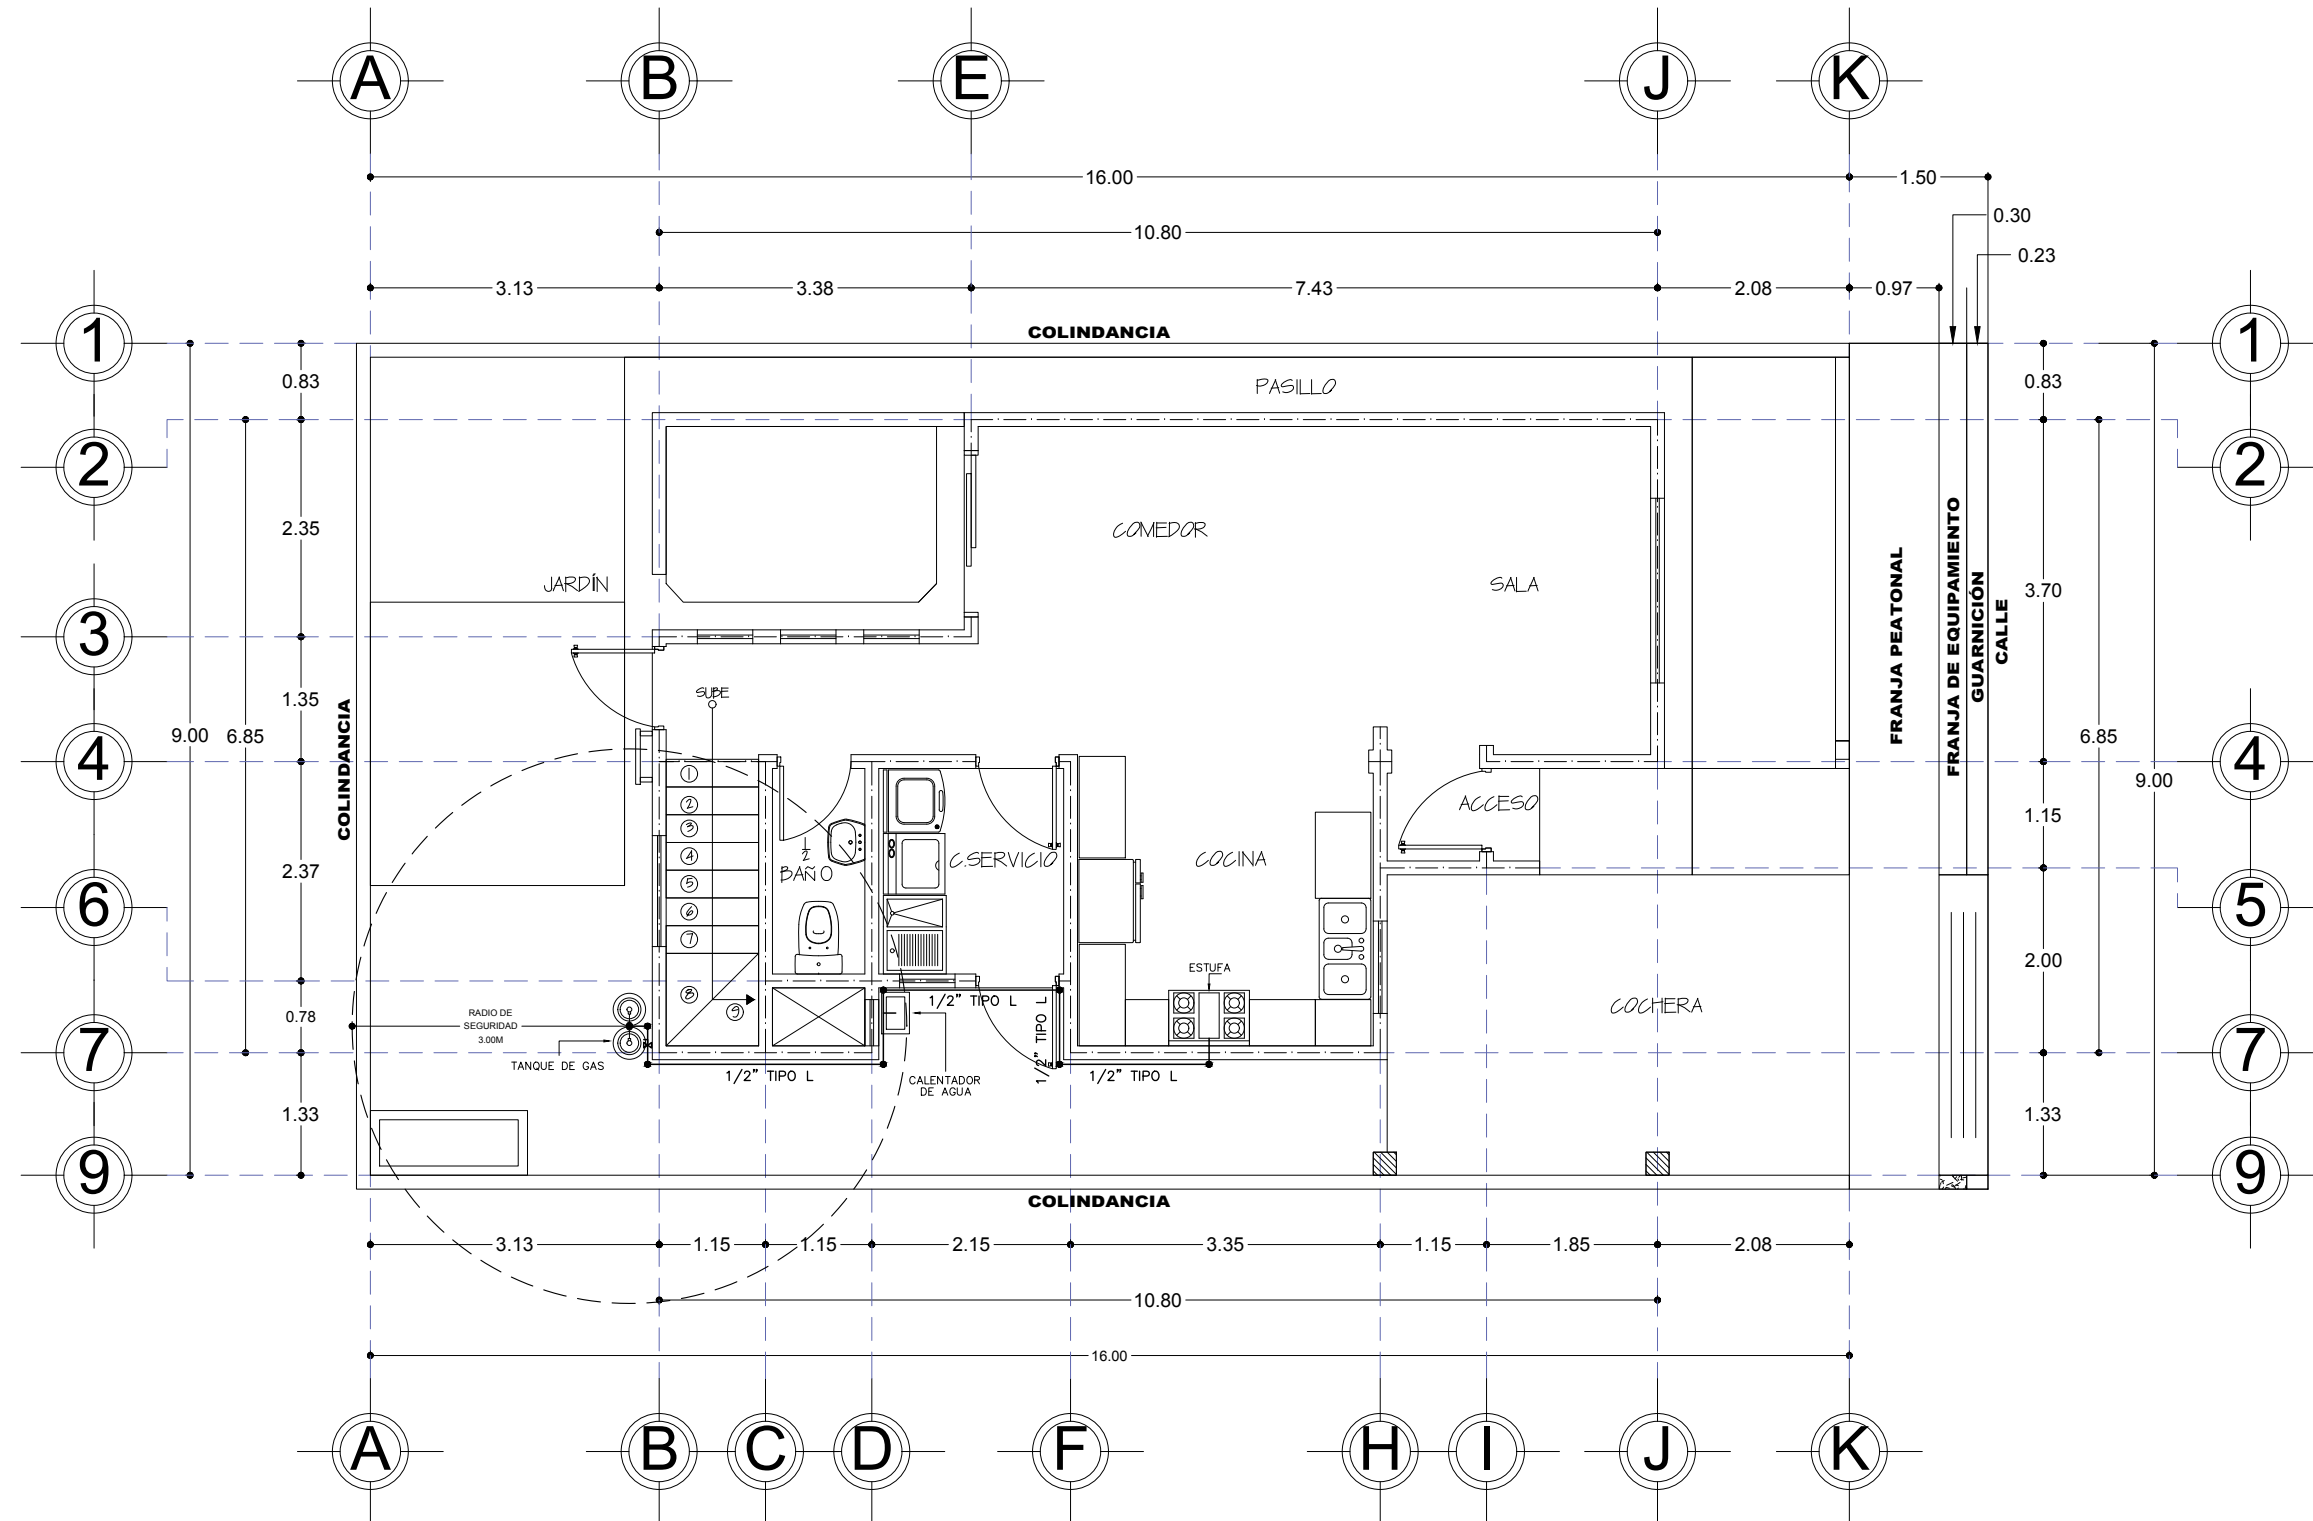 A B E J K
16.00 1.50
0.30
10.80
0.23
3.13 3.38 7.43 2.08 0.97
COLINDANCIA
1 1
0.83 0.83
PASILLO
2 2
2.35
COMEDOR
JARDÍN
SALA
3.70
FRANJA PEATONAL
FRANJA DE EQUIPAMIENTO
GUARNICIÓN
CALLE
3
1.35
SUBE
COLINDANCIA
9.00 6.85
6.85
9.00
4 4
1
2
3
4
5
6
7
8
9
ACCESO
1.15
1
2
BAÑO
C.SERVICIO
COCINA
2.37
6 5
ESTUFA
2.00
1/2" TIPO L
1/2" TIPO L
COCHERA
RADIO DE
SEGURIDAD
3.00M
0.78
7 7
TANQUE DE GAS
1/2" TIPO L
CALENTADOR
DE AGUA
1/2" TIPO L
1.33 1.33
9 9
COLINDANCIA
3.13 1.15 1.15 2.15 3.35 1.15 1.85 2.08
10.80
16.00
A B C D F H I J K